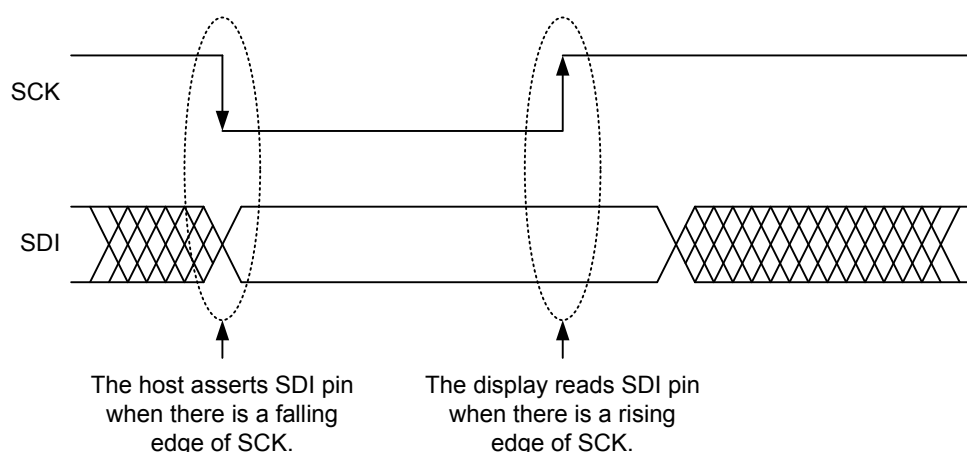 SCK
SDI
The host asserts SDI pin
when there is a falling
edge of SCK.
The display reads SDI pin
when there is a rising
edge of SCK.